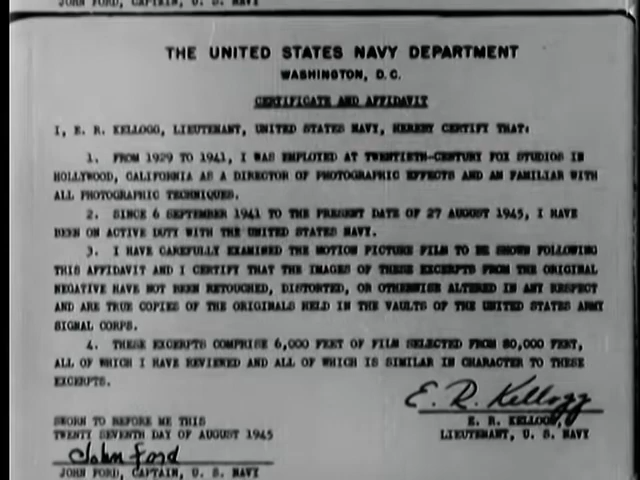 JOHN FORD, CAPTAIN, U. S. NAVY
THE UNITED STATES NAVY DEPARTMENT
WASHINGTON, D.C.
CERTIFICATE AND AFFIDAVIT
I, E. R. KELLOGG, LIEUTENANT, UNITED STATES NAVY, HEREBY CERTIFY THAT:
1. FROM 1929 TO 1941, I WAS EMPLOYED AT TWENTIETH-CENTURY FOX STUDIOS IN
HOLLYWOOD, CALIFORNIA AS A DIRECTOR OF PHOTOGRAPHIC EFFECTS AND AM FAMILIAR WITH
ALL PHOTOGRAPHIC TECHNIQUES.
2. SINCE 6 SEPTEMBER 1941 TO THE PRESENT DATE OF 27 AUGUST 1945, I HAVE
BEEN ON ACTIVE DUTY WITH THE UNITED STATES NAVY.
3. I HAVE CAREFULLY EXAMINED THE MOTION PICTURE FILM TO BE SHOWN FOLLOWING
THIS AFFIDAVIT AND I CERTIFY THAT THE IMAGES OF THESE EXCERPTS FROM THE ORIGINAL
NEGATIVE HAVE NOT BEEN RETOUCHED, DISTORTED, OR OTHERWISE ALTERED IN ANY RESPECT
AND ARE TRUE COPIES OF THE ORIGINALS HELD IN THE VAULTS OF THE UNITED STATES ARMY
SIGNAL CORPS.
4. THESE EXCERPTS COMPRISE 6,000 FEET OF FILM SELECTED FROM 80,000 FEET,
ALL OF WHICH I HAVE REVIEWED AND ALL OF WHICH IS SIMILAR IN CHARACTER TO THESE
EXCERPTS.
E. R. Kellogg
E. R. KELLOGG,
LIEUTENANT, U. S. NAVY
SWORN TO BEFORE ME THIS
TWENTY SEVENTH DAY OF AUGUST 1945
John Ford
JOHN FORD, CAPTAIN, U. S. NAVY